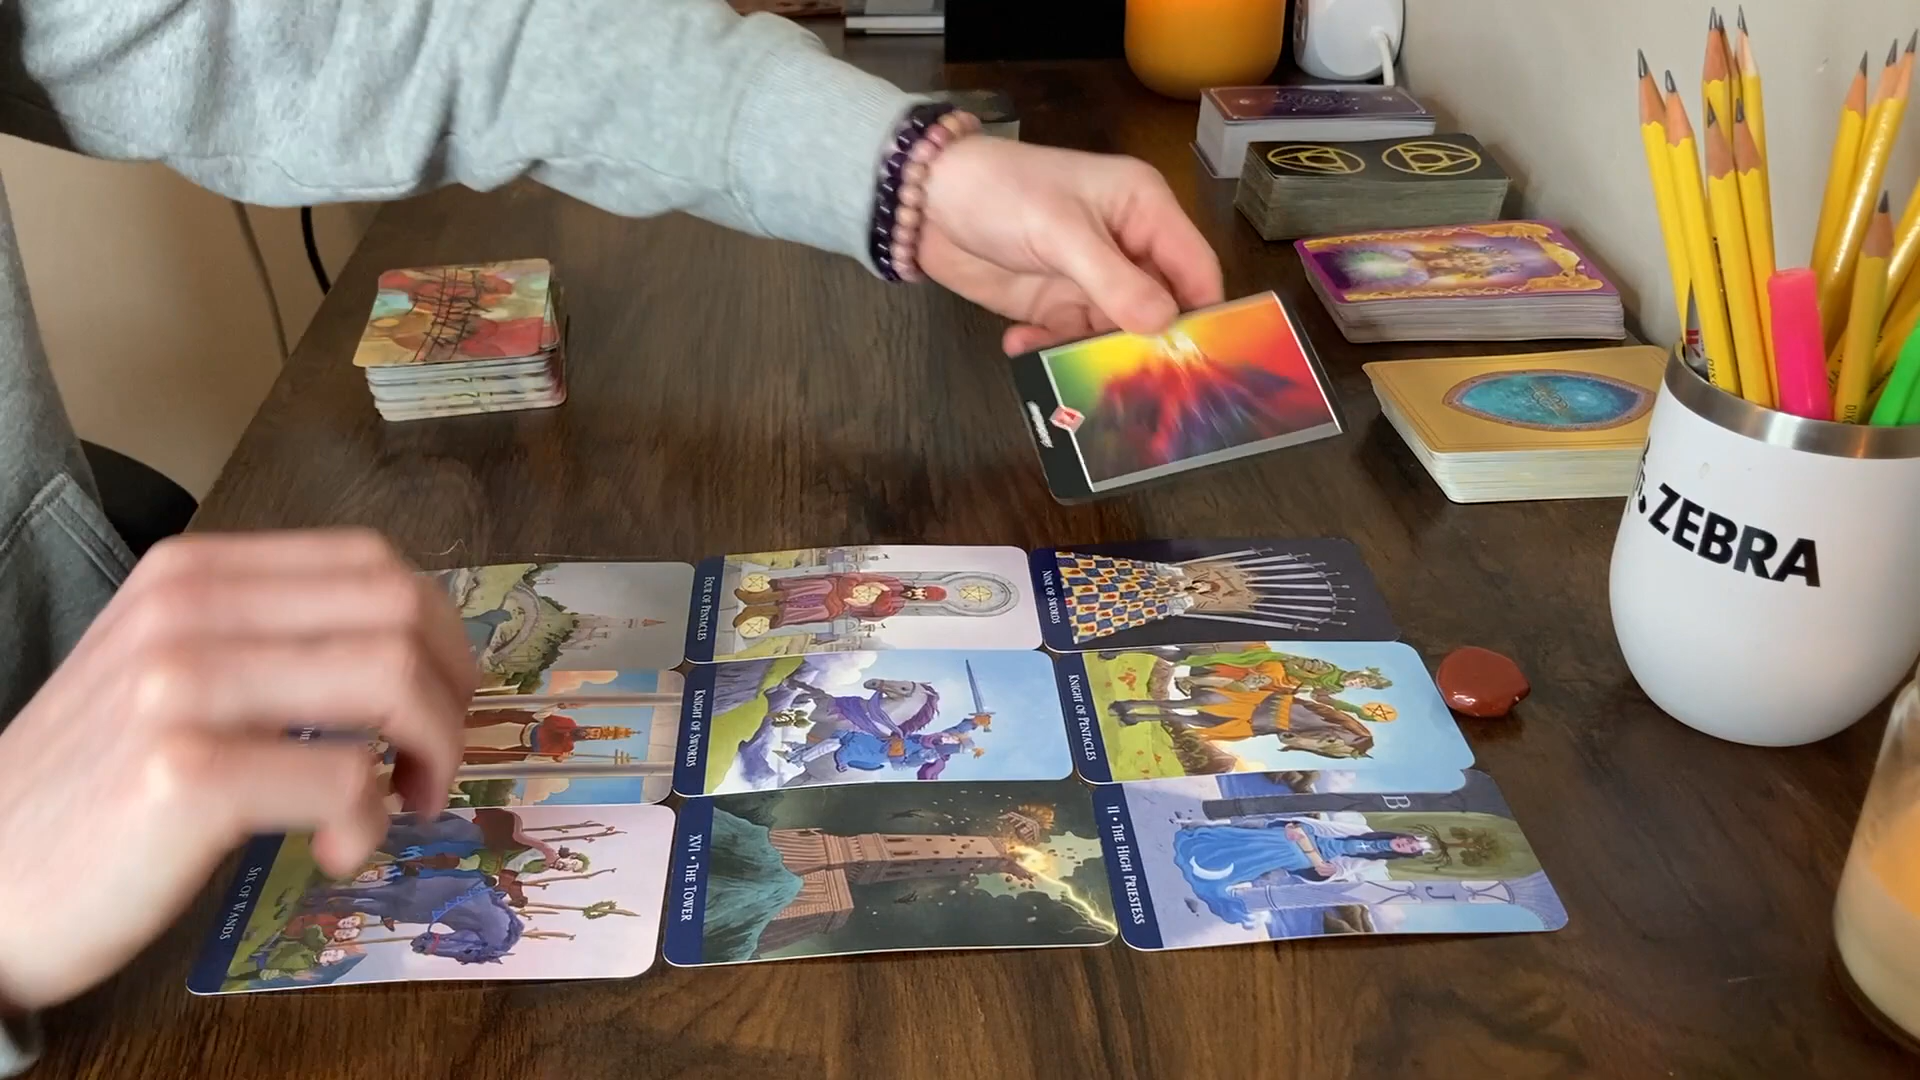 FOUR OF PENTACLES
NINE OF SWORDS
KNIGHT OF SWORDS
KNIGHT OF PENTACLES
SIX OF WANDS
XVI • THE TOWER
II • THE HIGH PRIESTESS
B
J
ZEBRA